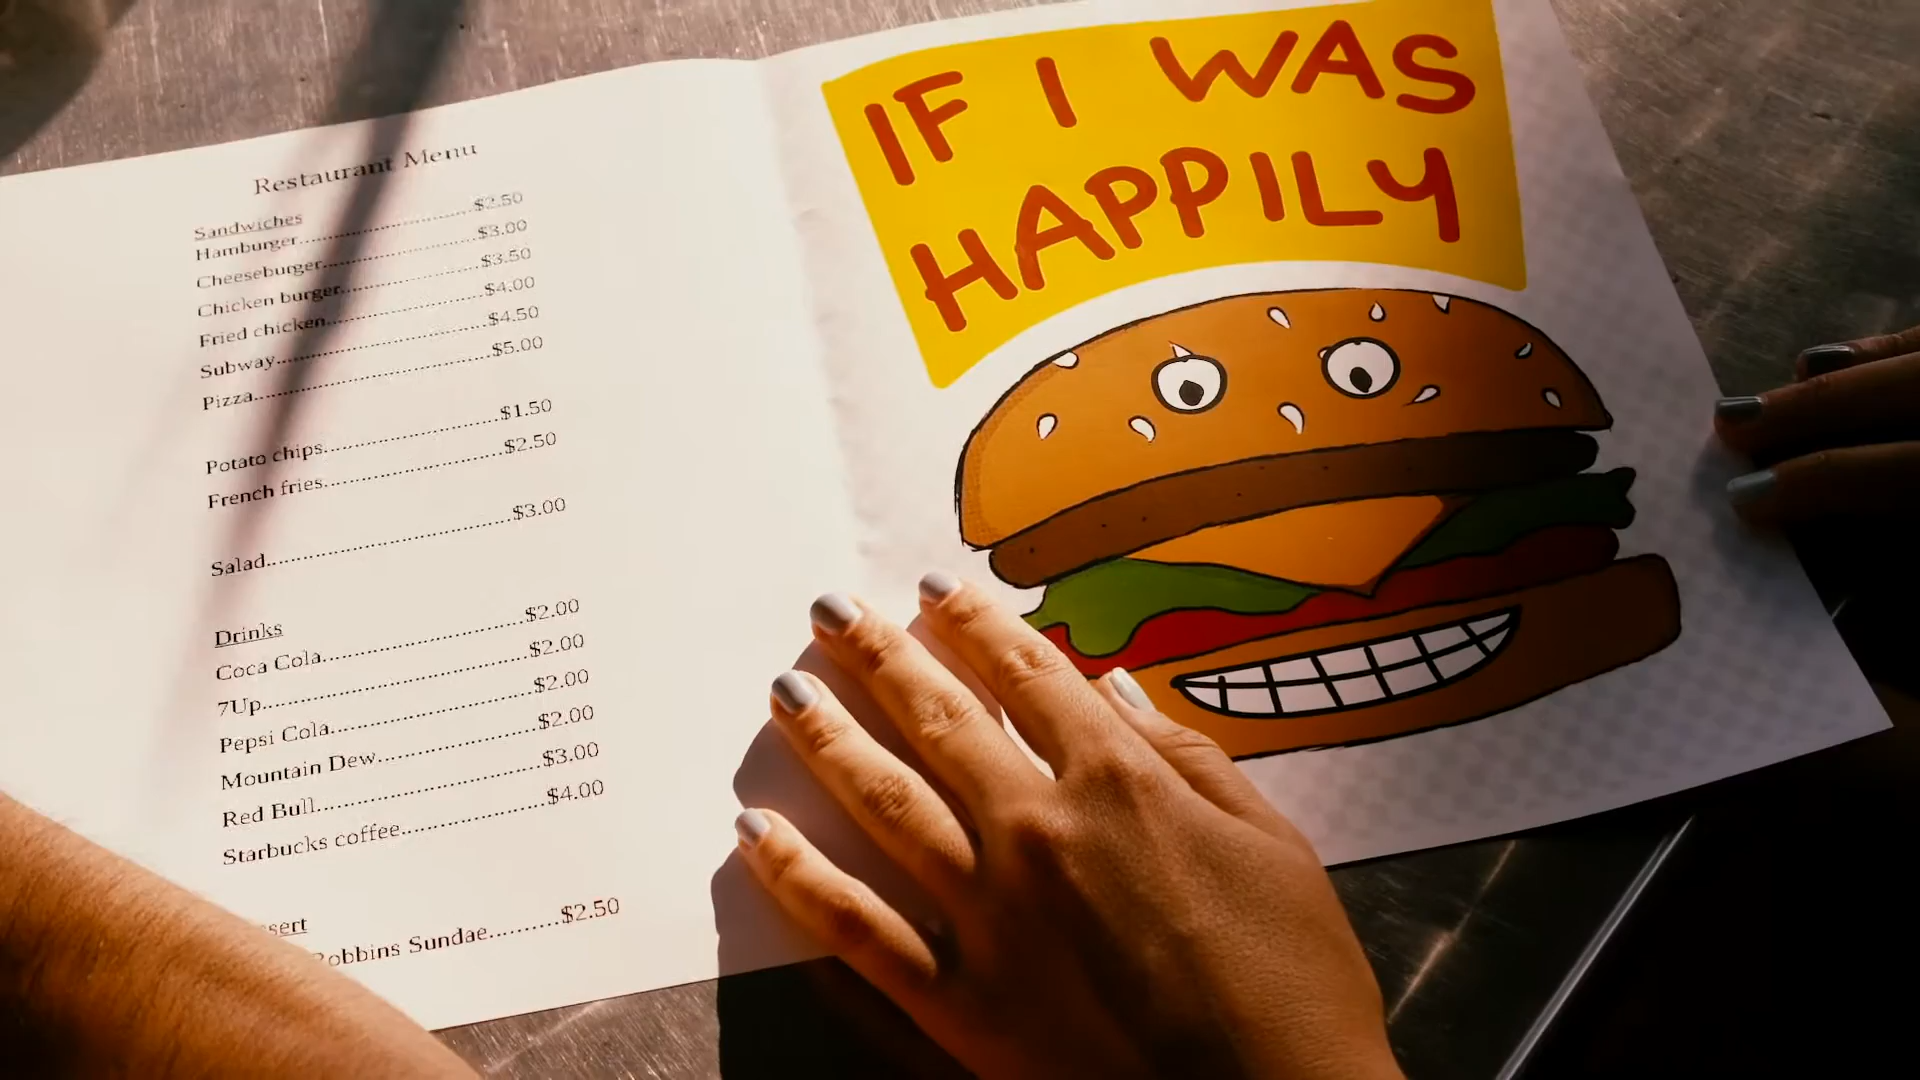 Restaurant Menu
Sandwiches
Hamburger..............................$2.50
Cheeseburger..........................$3.00
Chicken burger.......................$3.50
Fried chicken..........................$4.00
Subway....................................$4.50
Pizza........................................$5.00
Potato chips............................$1.50
French fries.............................$2.50
Salad........................................$3.00
Drinks
Coca Cola.................................$2.00
7Up...........................................$2.00
Pepsi Cola................................$2.00
Mountain Dew.........................$2.00
Red Bull....................................$3.00
Starbucks coffee......................$4.00
sert
Robbins Sundae..........$2.50
IF I WAS
HAPPILY